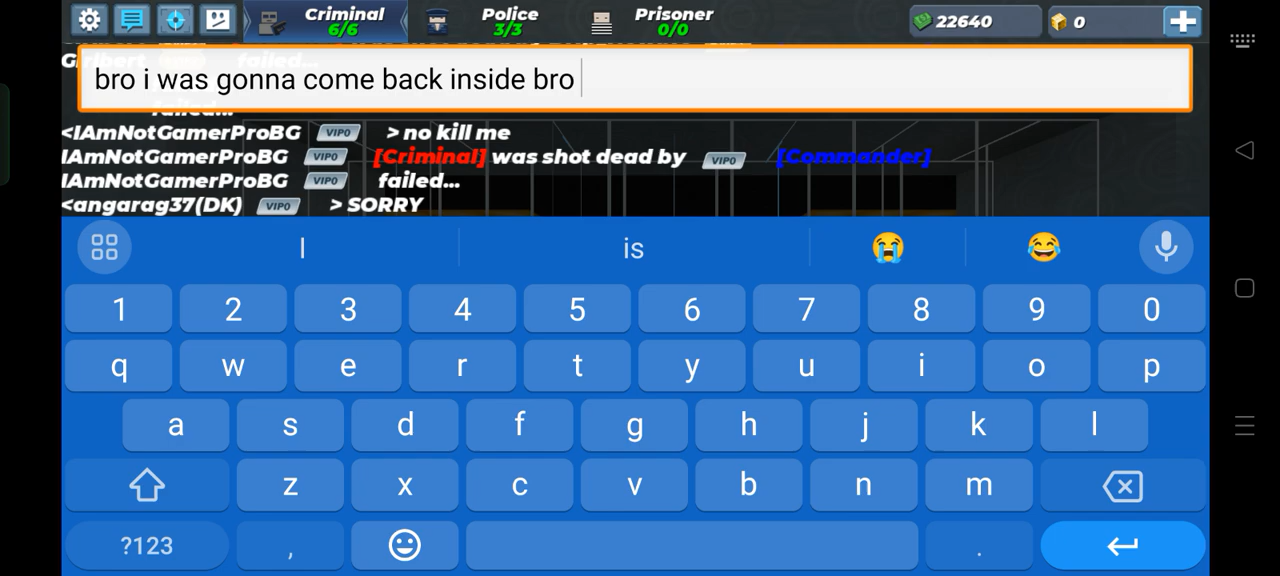 Criminal Police Prisoner
6/6 3/3 0/0 22640 0
failed...
bro i was gonna come back inside bro
failed...
<IAmNotGamerProBG VIP0 > no kill me
IAmNotGamerProBG VIP0 [Criminal] was shot dead by VIP0 [Commander]
IAmNotGamerProBG VIP0 failed...
<angarag37(DK) VIP0 > SORRY
I is 😭 😂
1 2 3 4 5 6 7 8 9 0
q w e r t y u i o p
a s d f g h j k l
z x c v b n m
?123 , .